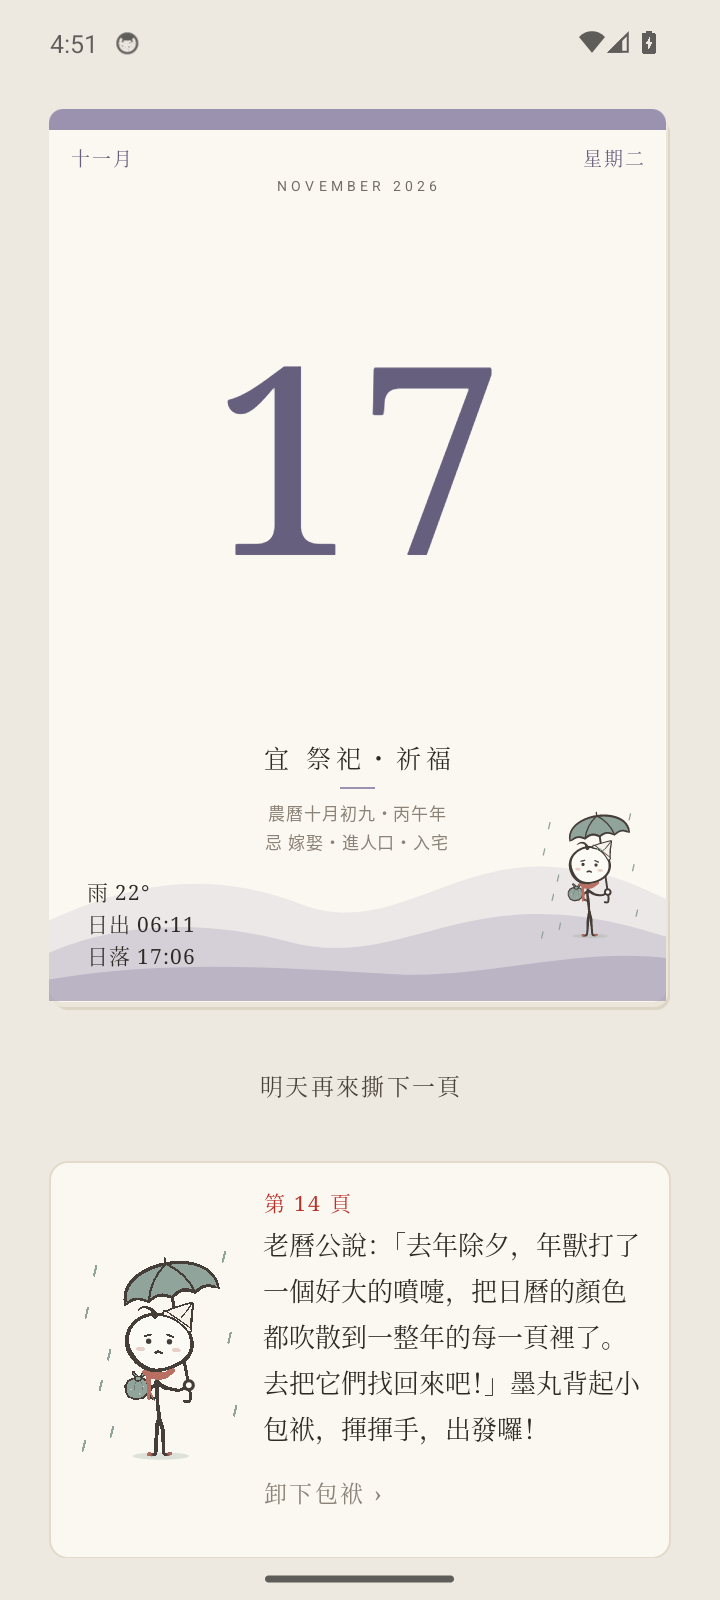 4:51
十一月
星期二
NOVEMBER 2026
17
宜 祭祀・祈福
農曆十月初九・丙午年
忌 嫁娶・進人口・入宅
雨 22°
日出 06:11
日落 17:06
明天再來撕下一頁
第 14 頁
老曆公說：「去年除夕，年獸打了
一個好大的噴嚏，把日曆的顏色
都吹散到一整年的每一頁裡了。
去把它們找回來吧！」墨丸背起小
包袱，揮揮手，出發囉！
卸下包袱 ›